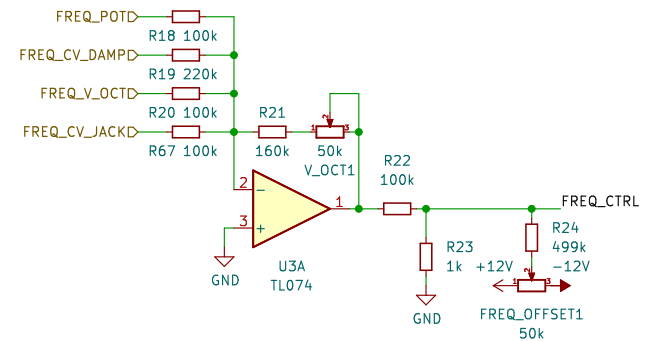 FREQ_POT
R18 100k
FREQ_CV_DAMP
R19 220k
FREQ_V_OCT
R20 100k
FREQ_CV_JACK
R67 100k
R21
160k
1
2
3
50k
V_OCT1
2
−
3
+
1
GND
U3A
TL074
R22
100k
FREQ_CTRL
R23
1k
GND
R24
499k
+12V
−12V
1
2
3
FREQ_OFFSET1
50k